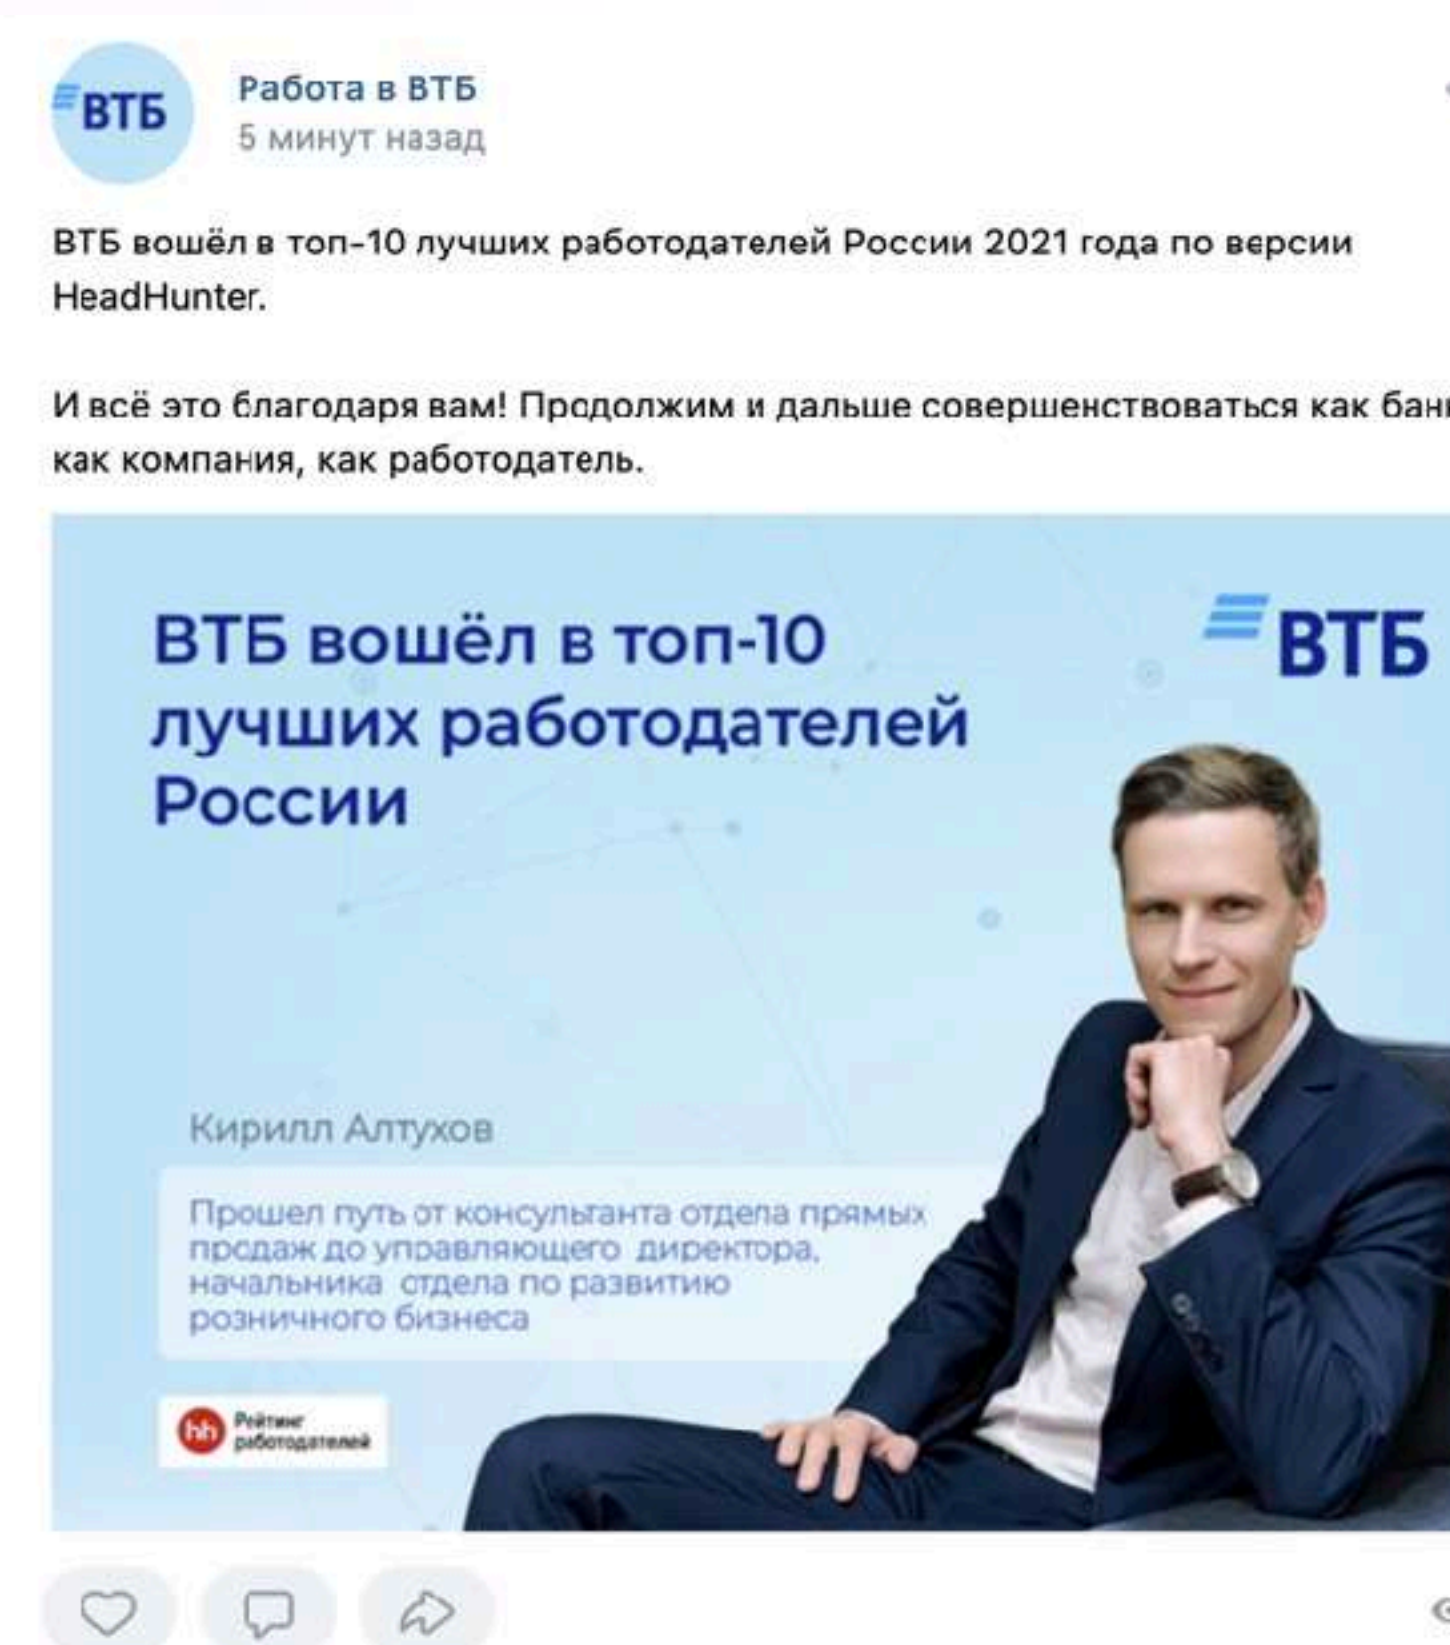 ВТБ
Работа в ВТБ
5 минут назад
ВТБ вошёл в топ-10 лучших работодателей России 2021 года по версии
HeadHunter.
И всё это благодаря вам! Продолжим и дальше совершенствоваться как
как компания, как работодатель.
ВТБ вошёл в топ-10
лучших работодателей
России
ВТБ
Кирилл Алтухов
Прошел путь от консультанта отдела прямых
продаж до управляющего директора,
начальника отдела по развитию
розничного бизнеса
hh
Рейтинг
работодателей